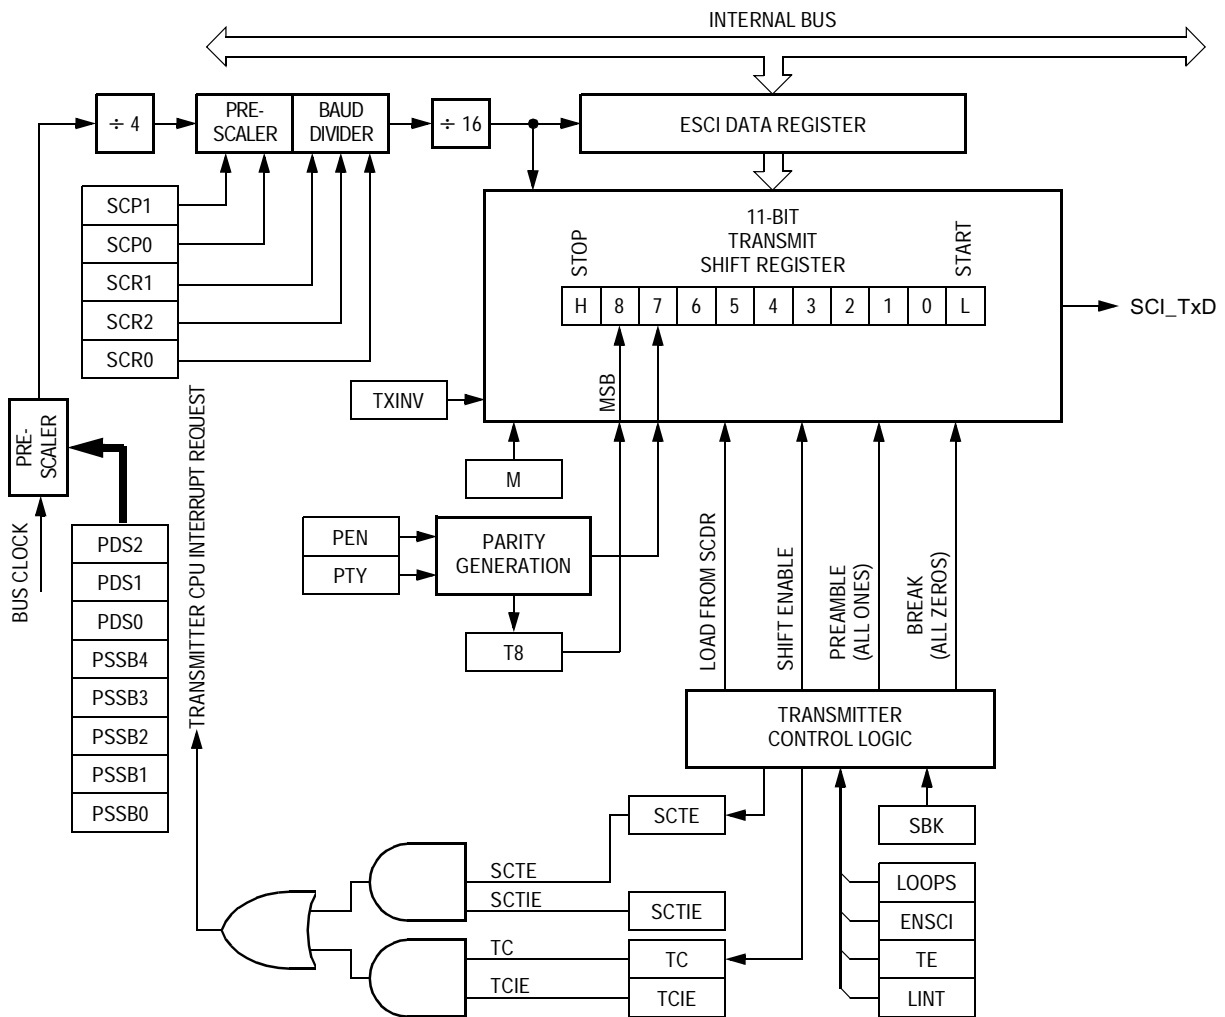 INTERNAL BUS
÷ 4
PRE-
SCALER
BAUD
DIVIDER
÷ 16
ESCI DATA REGISTER
SCP1
SCP0
SCR1
SCR2
SCR0
11-BIT
TRANSMIT
SHIFT REGISTER
STOP
START
H 8 7 6 5 4 3 2 1 0 L
SCI_TxD
TXINV
MSB
M
PRE-
SCALER
BUS CLOCK
PDS2
PDS1
PDS0
PSSB4
PSSB3
PSSB2
PSSB1
PSSB0
TRANSMITTER CPU INTERRUPT REQUEST
PEN
PTY
PARITY
GENERATION
T8
LOAD FROM SCDR
SHIFT ENABLE
PREAMBLE
(ALL ONES)
BREAK
(ALL ZEROS)
TRANSMITTER
CONTROL LOGIC
SCTE
SBK
SCTE
SCTIE
SCTIE
TC
TC
TCIE
TCIE
LOOPS
ENSCI
TE
LINT